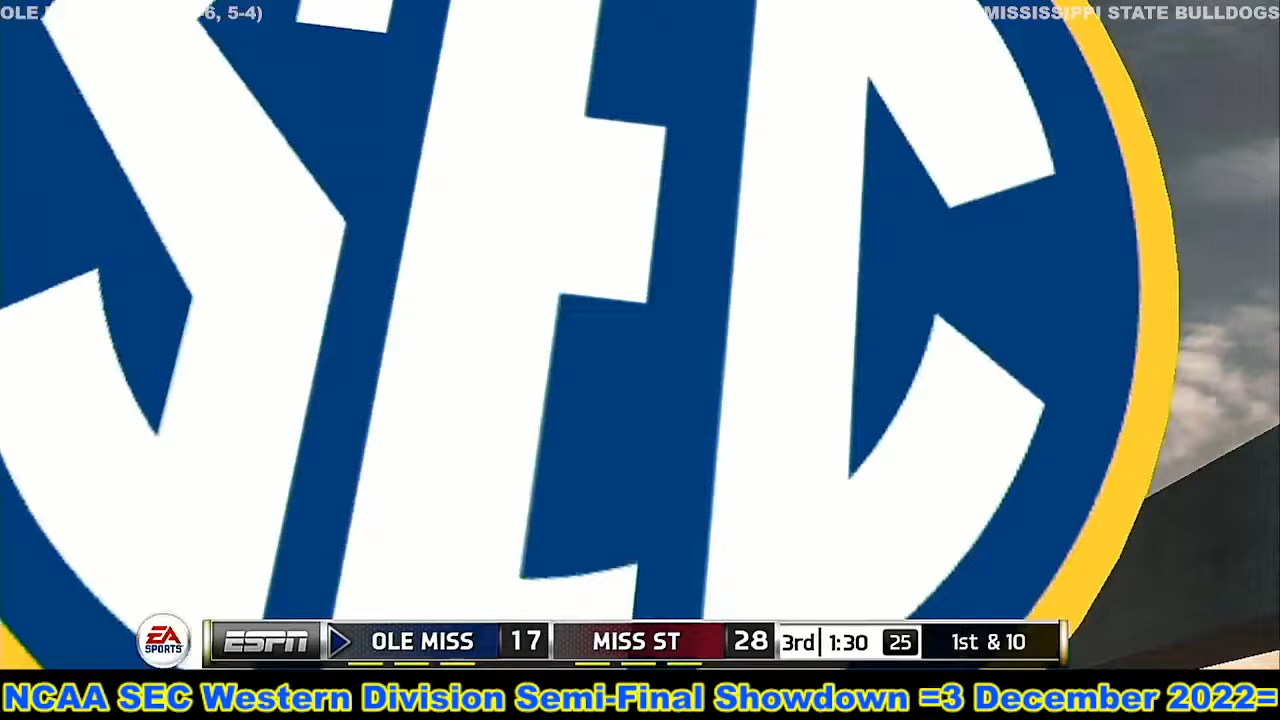 OLE -6, 5-4)
MISSISSIPPI STATE BULLDOGS
SEC
EA SPORTS
ESPN OLE MISS 17 MISS ST 28 3rd 1:30 25 1st & 10
NCAA SEC Western Division Semi-Final Showdown =3 December 2022=